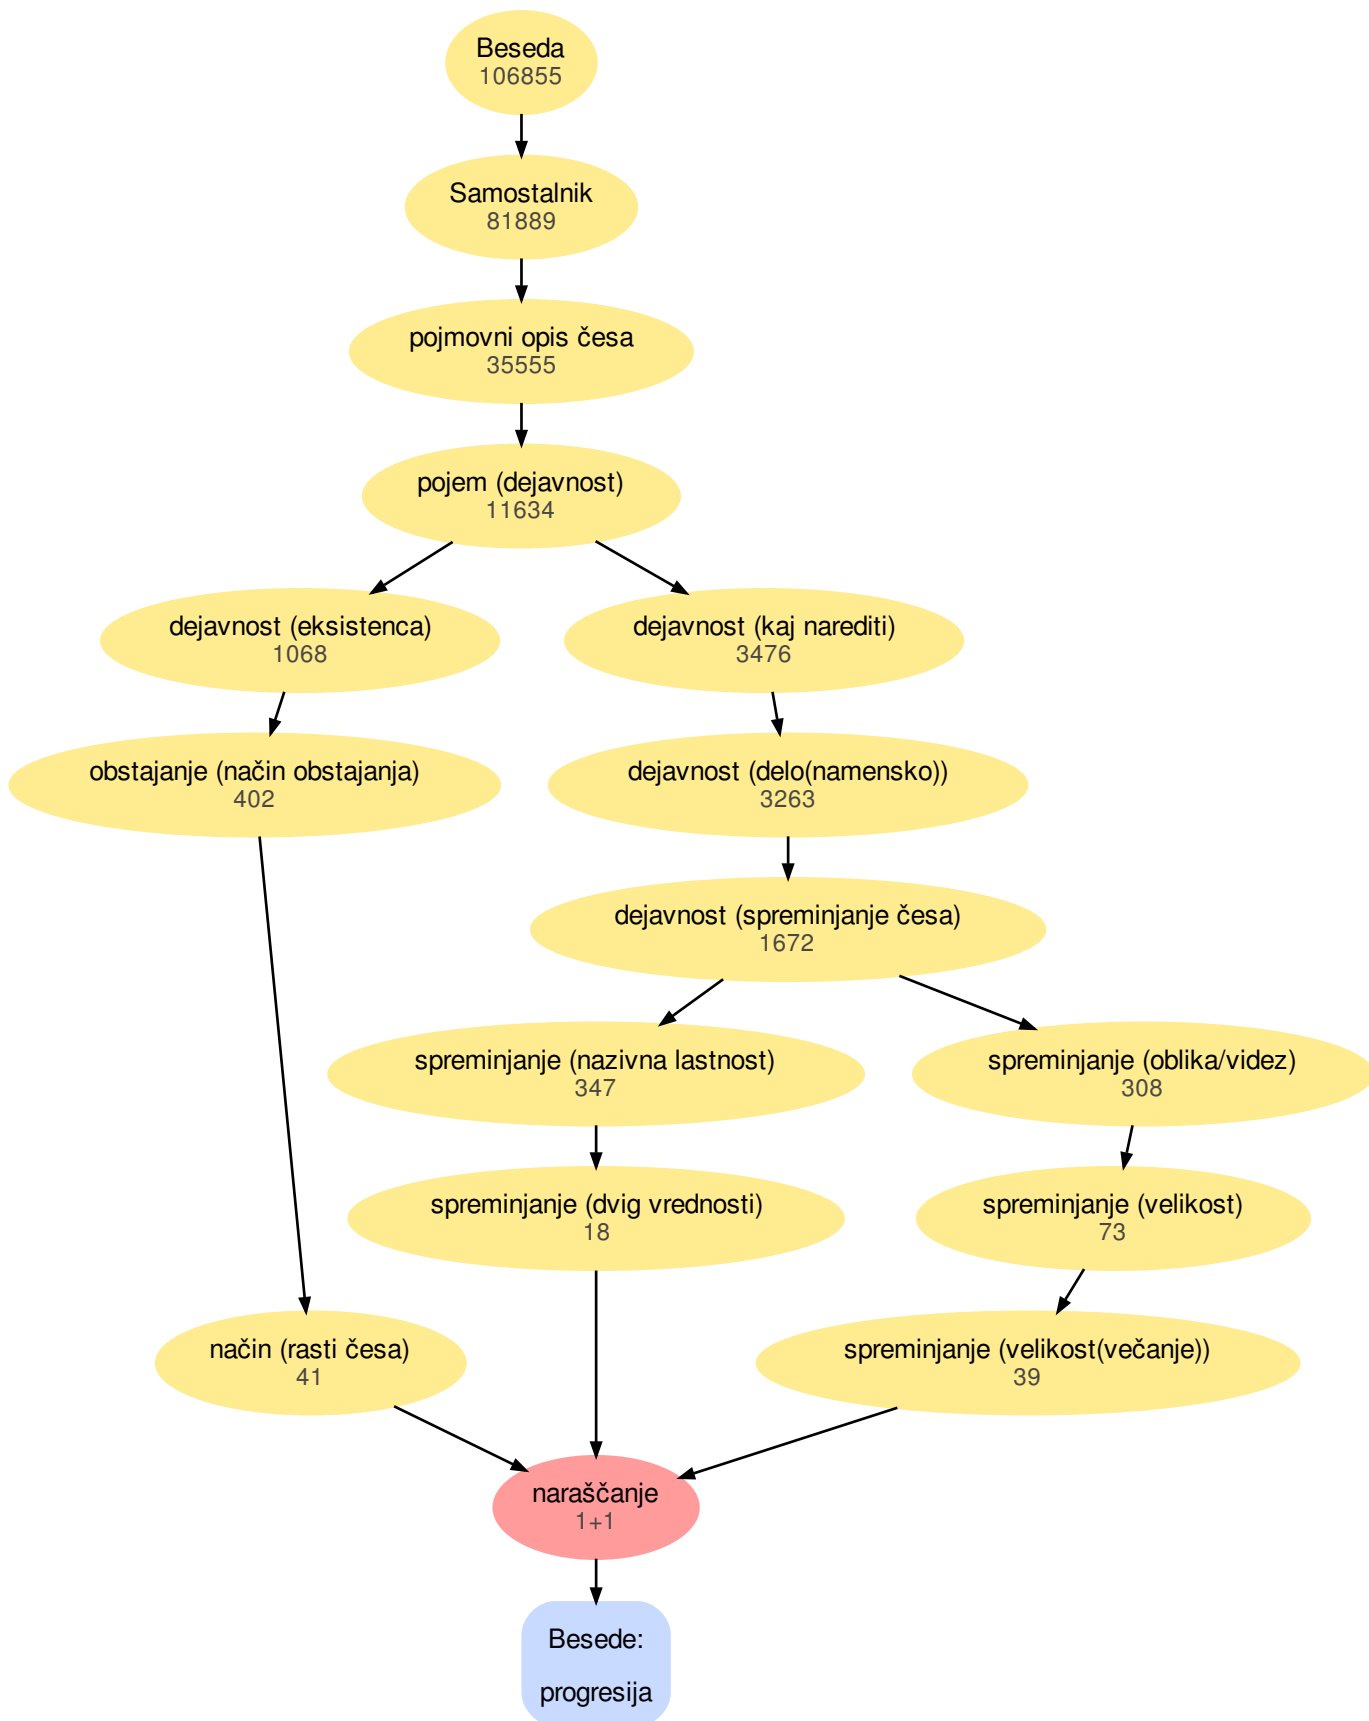 Beseda
106855
Samostalnik
81889
pojmovni opis česa
35555
pojem (dejavnost)
11634
dejavnost (eksistenca)
1068
dejavnost (kaj narediti)
3476
obstajanje (način obstajanja)
402
dejavnost (delo(namensko))
3263
dejavnost (spreminjanje česa)
1672
spreminjanje (nazivna lastnost)
347
spreminjanje (oblika/videz)
308
spreminjanje (dvig vrednosti)
18
spreminjanje (velikost)
73
način (rasti česa)
41
spreminjanje (velikost(večanje))
39
naraščanje
1+1
Besede:
progresija